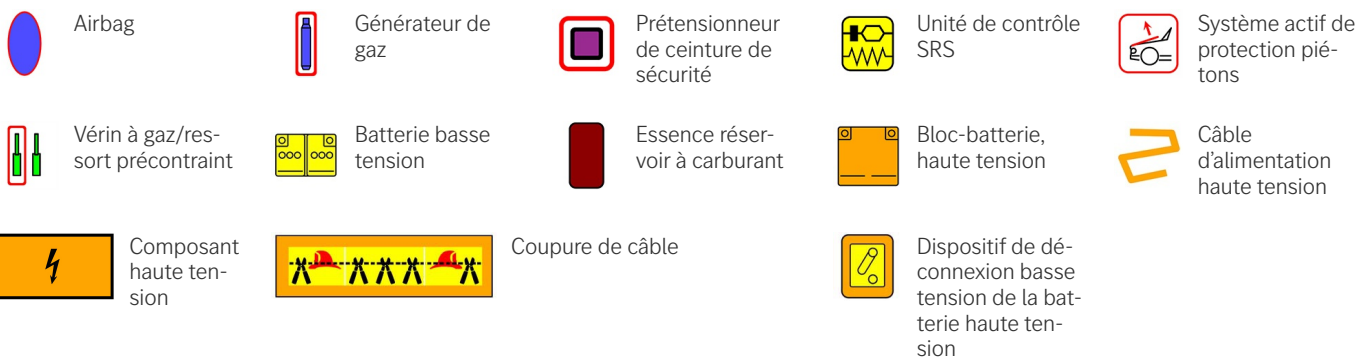 Airbag
Générateur de
gaz
Prétensionneur
de ceinture de
sécurité
Unité de contrôle
SRS
Système actif de
protection pié-
tons
Vérin à gaz/res-
sort précontraint
Batterie basse
tension
Essence réser-
voir à carburant
Bloc-batterie,
haute tension
Câble
d'alimentation
haute tension
Composant
haute ten-
sion
Coupure de câble
Dispositif de dé-
connexion basse
tension de la bat-
terie haute ten-
sion